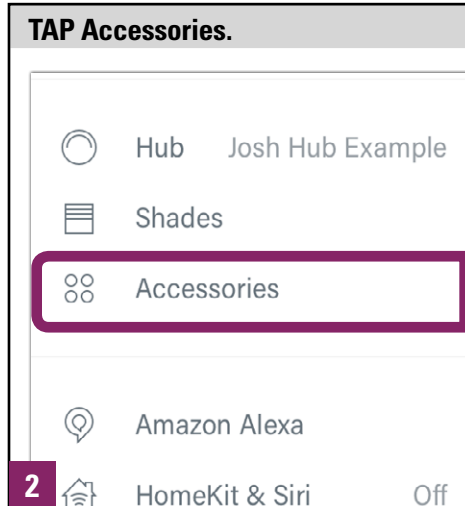 TAP Accessories.
Hub Josh Hub Example
Shades
Accessories
Amazon Alexa
2
HomeKit & Siri Off